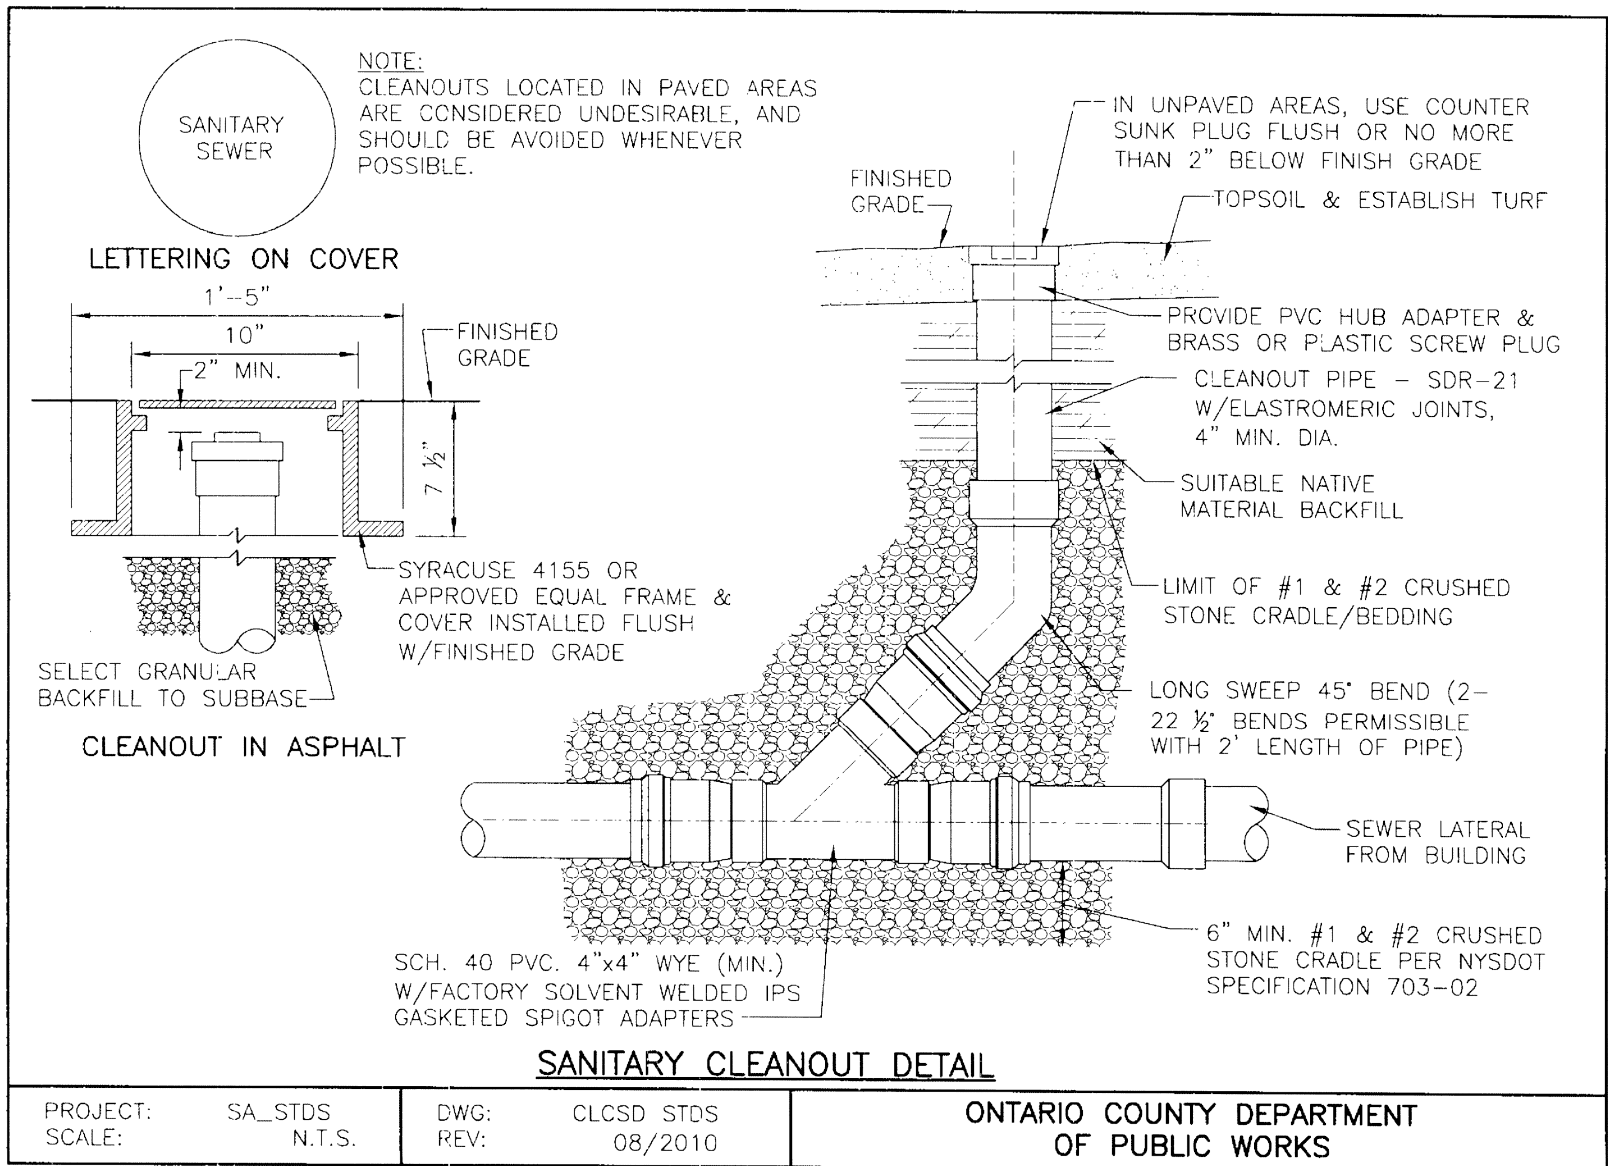 SANITARY
SEWER
NOTE:
CLEANOUTS LOCATED IN PAVED AREAS
ARE CONSIDERED UNDESIRABLE, AND
SHOULD BE AVOIDED WHENEVER
POSSIBLE.
LETTERING ON COVER
1'-5"
10"
2" MIN.
FINISHED
GRADE
7 ½"
SYRACUSE 4155 OR
APPROVED EQUAL FRAME &
COVER INSTALLED FLUSH
W/FINISHED GRADE
SELECT GRANULAR
BACKFILL TO SUBBASE
CLEANOUT IN ASPHALT
IN UNPAVED AREAS, USE COUNTER
SUNK PLUG FLUSH OR NO MORE
THAN 2" BELOW FINISH GRADE
FINISHED
GRADE
TOPSOIL & ESTABLISH TURF
PROVIDE PVC HUB ADAPTER &
BRASS OR PLASTIC SCREW PLUG
CLEANOUT PIPE - SDR-21
W/ELASTROMERIC JOINTS,
4" MIN. DIA.
SUITABLE NATIVE
MATERIAL BACKFILL
LIMIT OF #1 & #2 CRUSHED
STONE CRADLE/BEDDING
LONG SWEEP 45° BEND (2-
22 ½° BENDS PERMISSIBLE
WITH 2' LENGTH OF PIPE)
SEWER LATERAL
FROM BUILDING
6" MIN. #1 & #2 CRUSHED
STONE CRADLE PER NYSDOT
SPECIFICATION 703-02
SCH. 40 PVC. 4"x4" WYE (MIN.)
W/FACTORY SOLVENT WELDED IPS
GASKETED SPIGOT ADAPTERS
SANITARY CLEANOUT DETAIL
PROJECT: SA_STDS
SCALE: N.T.S.
DWG: CLCSD STDS
REV: 08/2010
ONTARIO COUNTY DEPARTMENT
OF PUBLIC WORKS